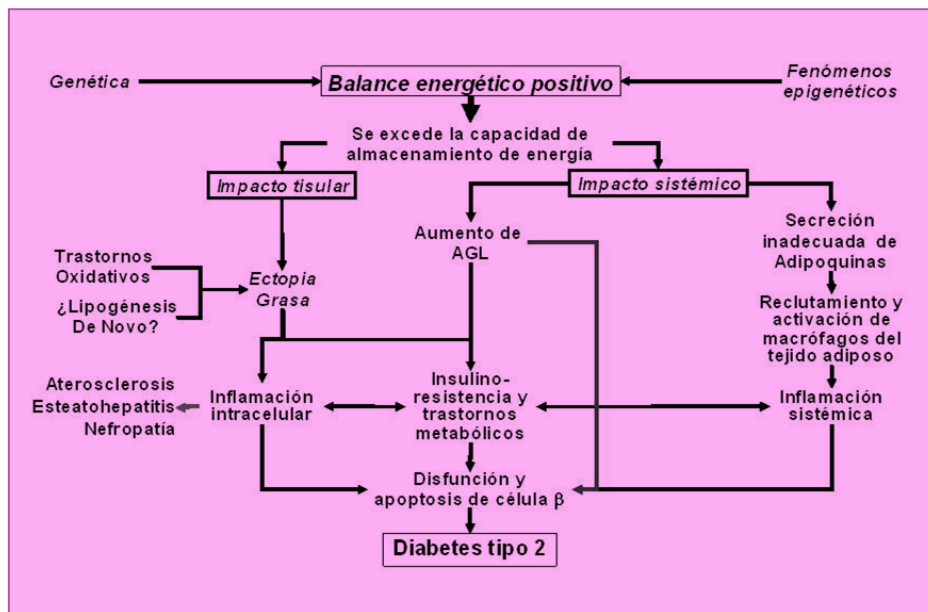 Genética
Balance energético positivo
Fenómenos
epigenéticos
Se excede la capacidad de
almacenamiento de energía
Impacto tisular
Impacto sistémico
Trastornos
Oxidativos
¿Lipogénesis
De Novo?
Ectopia
Grasa
Aumento de
AGL
Secreción
inadecuada de
Adipoquinas
Reclutamiento y
activación de
macrófagos del
tejido adiposo
Aterosclerosis
Esteatohepatitis
Nefropatía
Inflamación
intracelular
Insulino-
resistencia y
trastornos
metabólicos
Inflamación
sistémica
Disfunción y
apoptosis de célula β
Diabetes tipo 2